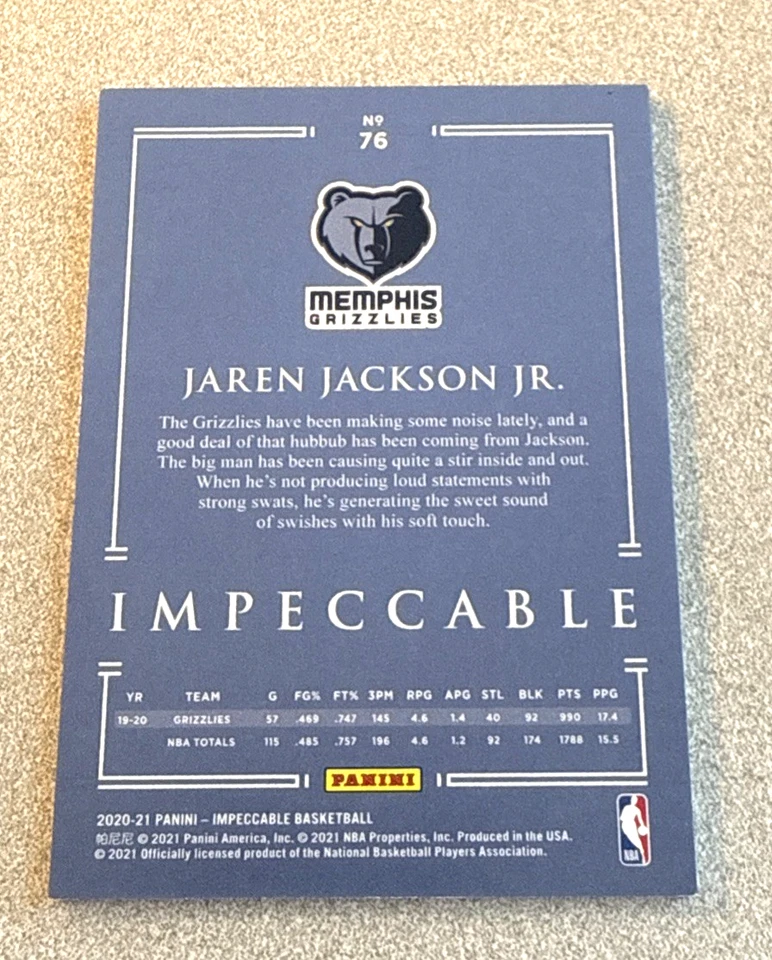 Nº
76
MEMPHIS
GRIZZLIES
JAREN JACKSON JR.
The Grizzlies have been making some noise lately, and a
good deal of that hubbub has been coming from Jackson.
The big man has been causing quite a stir inside and out.
When he's not producing loud statements with
strong swats, he's generating the sweet sound
of swishes with his soft touch.
IMPECCABLE
YR TEAM G FG% FT% 3PM RPG APG STL BLK PTS PPG
19-20 GRIZZLIES 57 .469 .747 145 4.6 1.4 40 92 990 17.4
NBA TOTALS 115 .485 .757 196 4.6 1.2 92 174 1788 15.5
PANINI
2020-21 PANINI – IMPECCABLE BASKETBALL
帕尼尼 © 2021 Panini America, Inc. © 2021 NBA Properties, Inc. Produced in the USA.
© 2021 Officially licensed product of the National Basketball Players Association.
NBA